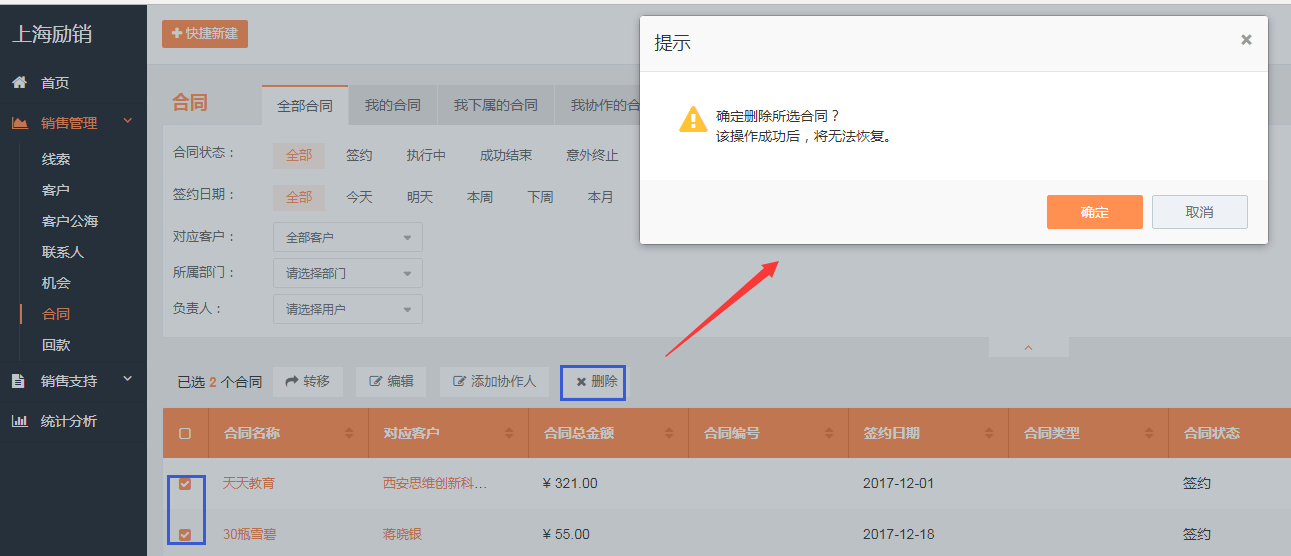 上海励销
快捷新建
首页
销售管理
线索
客户
客户公海
联系人
机会
合同
回款
销售支持
统计分析
合同
全部合同 我的合同 我下属的合同 我协作的合
合同状态： 全部 签约 执行中 成功结束 意外终止
签约日期： 全部 今天 明天 本周 下周 本月
对应客户： 全部客户
所属部门： 请选择部门
负责人： 请选择用户
提示
确定删除所选合同？
该操作成功后，将无法恢复。
确定 取消
已选 2 个合同 转移 编辑 添加协作人 删除
合同名称 对应客户 合同总金额 合同编号 签约日期 合同类型 合同状态
天天教育 西安思维创新科... ¥ 321.00 2017-12-01 签约
30瓶雪碧 蒋晓银 ¥ 55.00 2017-12-18 签约